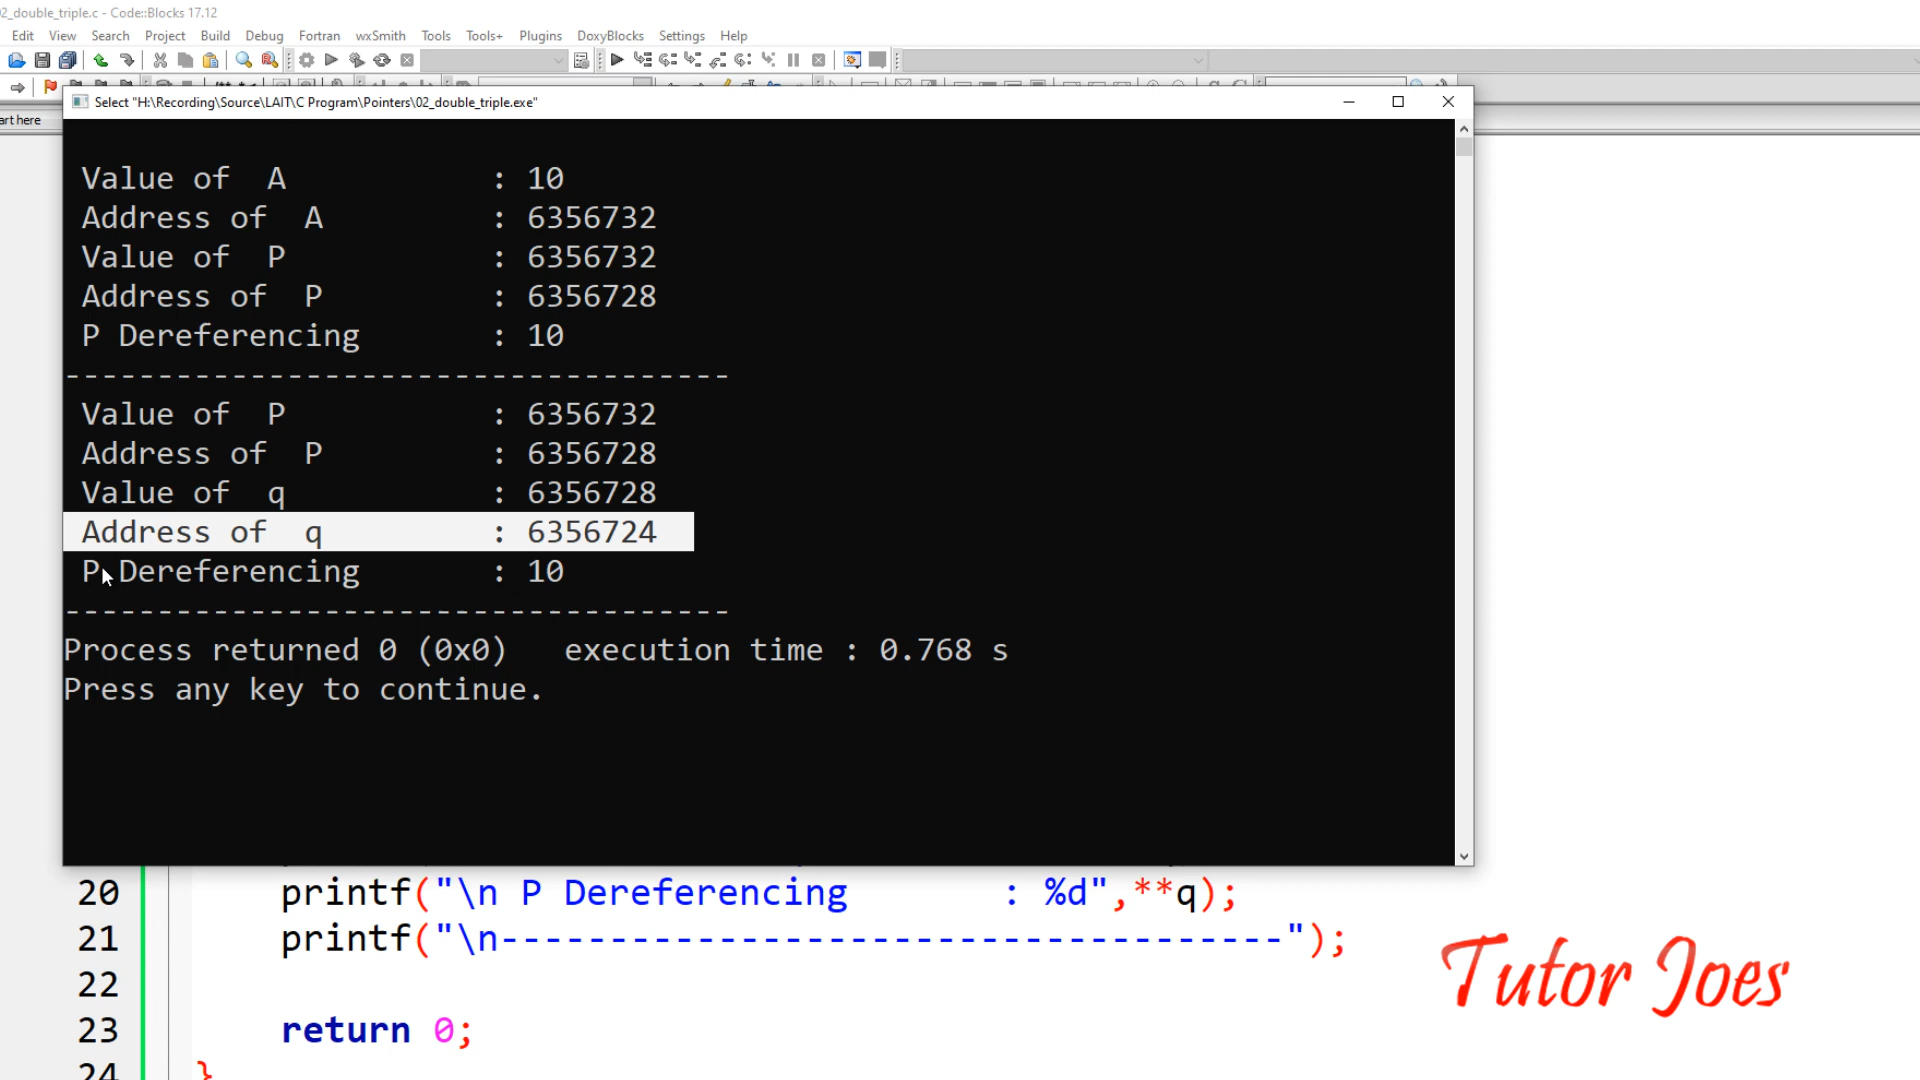 02_double_triple.c - Code::Blocks 17.12
Edit View Search Project Build Debug Fortran wxSmith Tools Tools+ Plugins DoxyBlocks Settings Help
Select "H:\Recording\Source\LAIT\C Program\Pointers\02_double_triple.exe"
art here
Value of  A : 10
Address of  A : 6356732
Value of  P : 6356732
Address of  P : 6356728
P Dereferencing : 10
------------------------------------
Value of  P : 6356732
Address of  P : 6356728
Value of  q : 6356728
Address of  q : 6356724
P Dereferencing : 10
------------------------------------
Process returned 0 (0x0)   execution time : 0.768 s
Press any key to continue.
20 printf("\n P Dereferencing : %d",**q);
21 printf("\n------------------------------------");
22
23 return 0;
24 }
Tutor Joes